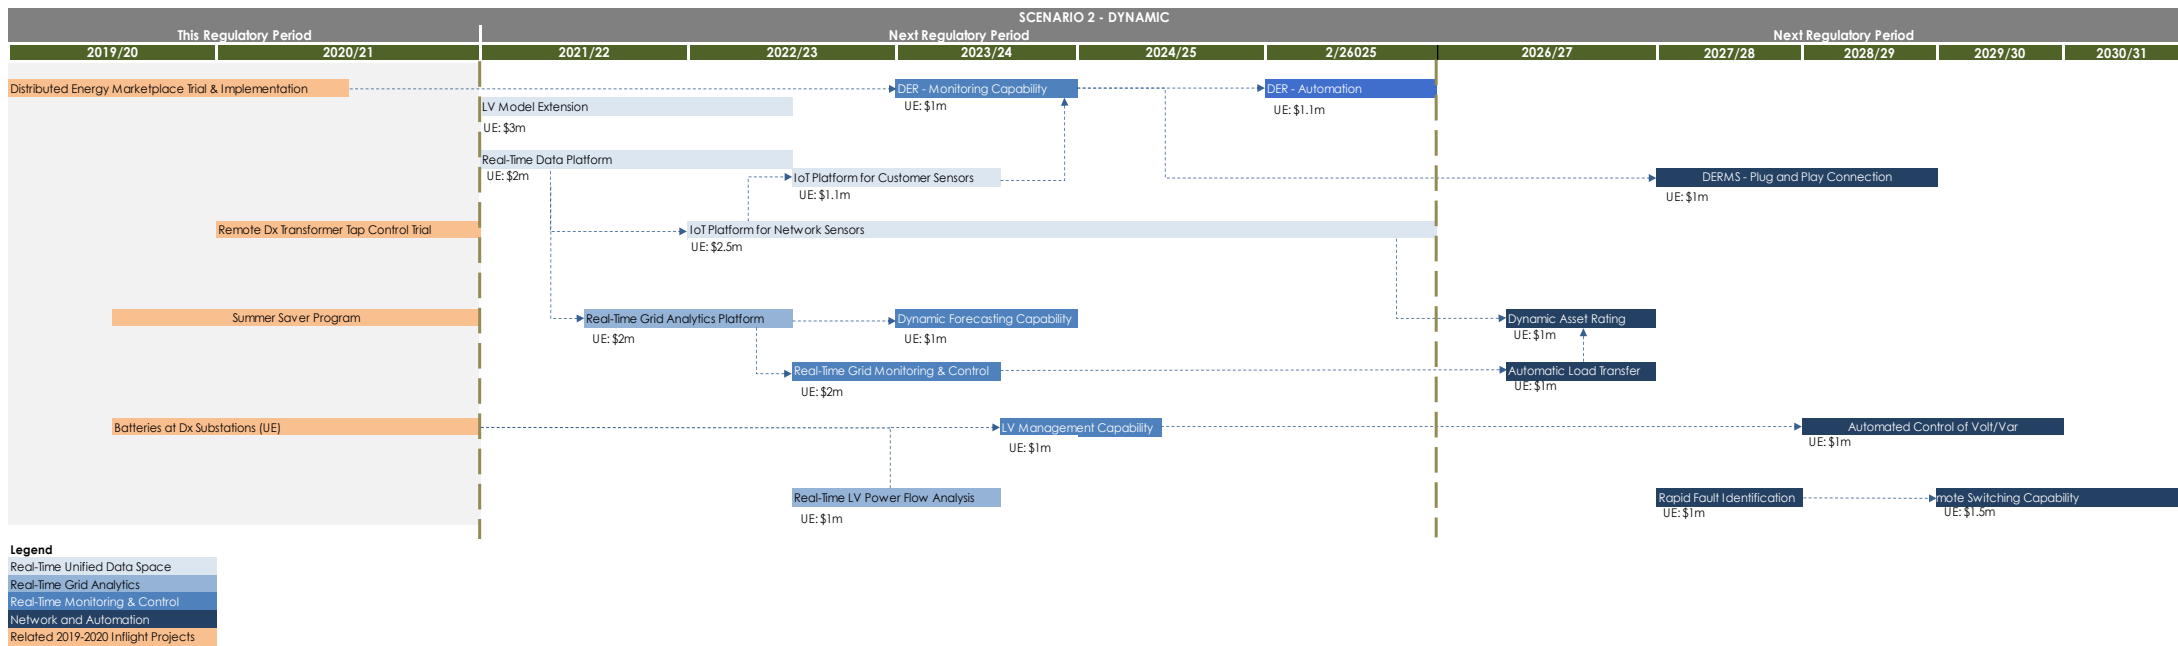 SCENARIO 2 - DYNAMIC
This Regulatory Period
Next Regulatory Period
Next Regulatory Period
2019/20
2020/21
2021/22
2022/23
2023/24
2024/25
2/26025
2026/27
2027/28
2028/29
2029/30
2030/31
Distributed Energy Marketplace Trial & Implementation
DER - Monitoring Capability
DER - Automation
UE: $1m
UE: $1.1m
LV Model Extension
UE: $3m
Real-Time Data Platform
UE: $2m
IoT Platform for Customer Sensors
UE: $1.1m
DERMS - Plug and Play Connection
UE: $1m
Remote Dx Transformer Tap Control Trial
IoT Platform for Network Sensors
UE: $2.5m
Summer Saver Program
Real-Time Grid Analytics Platform
UE: $2m
Dynamic Forecasting Capability
UE: $1m
Dynamic Asset Rating
UE: $1m
Real-Time Grid Monitoring & Control
UE: $2m
Automatic Load Transfer
UE: $1m
Batteries at Dx Substations (UE)
LV Management Capability
UE: $1m
Automated Control of Volt/Var
UE: $1m
Real-Time LV Power Flow Analysis
UE: $1m
Rapid Fault Identification
UE: $1m
mote Switching Capability
UE: $1.5m
Legend
Real-Time Unified Data Space
Real-Time Grid Analytics
Real-Time Monitoring & Control
Network and Automation
Related 2019-2020 Inflight Projects